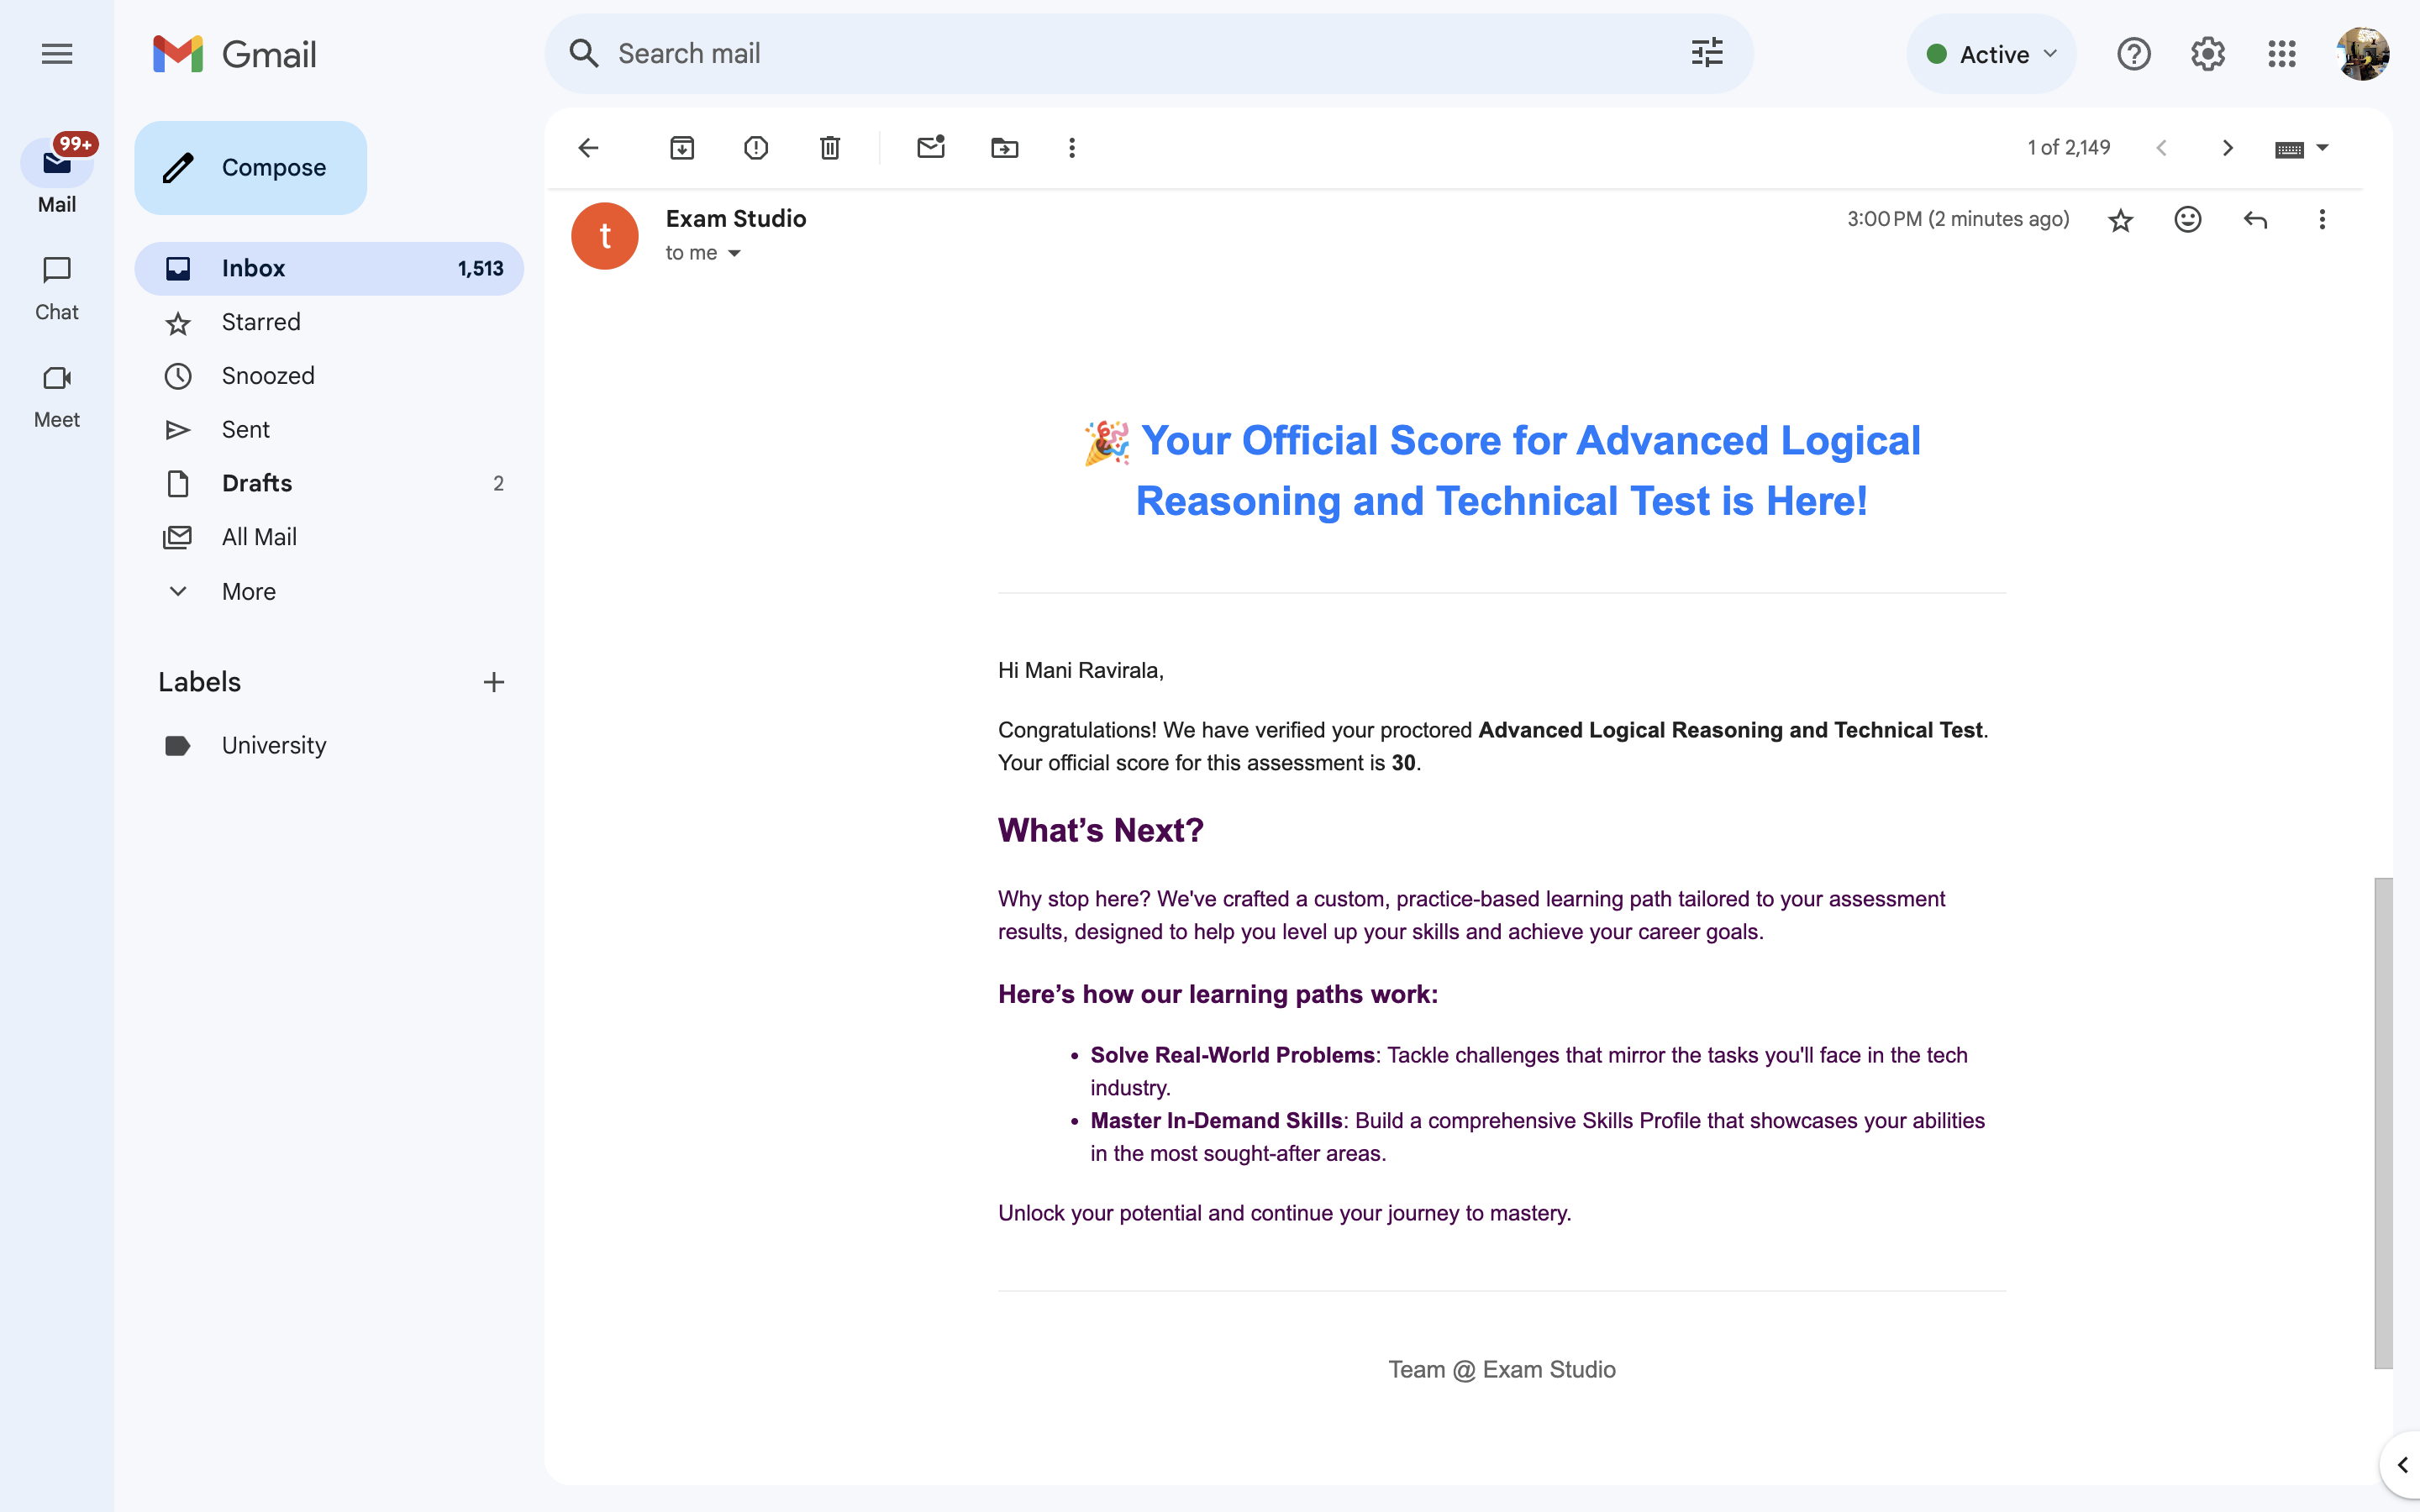 Gmail
Search mail
Active
99+
Mail
Chat
Meet
Compose
Inbox 1,513
Starred
Snoozed
Sent
Drafts 2
All Mail
More
Labels
University
1 of 2,149
t
Exam Studio
3:00 PM (2 minutes ago)
to me
🎉 Your Official Score for Advanced Logical
Reasoning and Technical Test is Here!
Hi Mani Ravirala,
Congratulations! We have verified your proctored Advanced Logical Reasoning and Technical Test.
Your official score for this assessment is 30.
What’s Next?
Why stop here? We've crafted a custom, practice-based learning path tailored to your assessment
results, designed to help you level up your skills and achieve your career goals.
Here’s how our learning paths work:
• Solve Real-World Problems: Tackle challenges that mirror the tasks you'll face in the tech
industry.
• Master In-Demand Skills: Build a comprehensive Skills Profile that showcases your abilities
in the most sought-after areas.
Unlock your potential and continue your journey to mastery.
Team @ Exam Studio